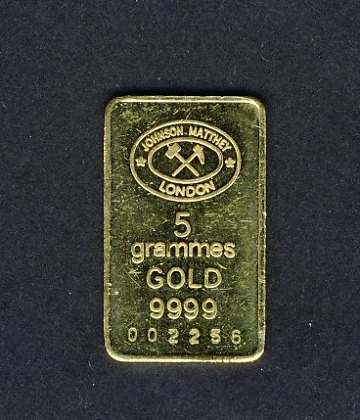 JOHNSON MATTHEY
LONDON
5
grammes
GOLD
9999
002256